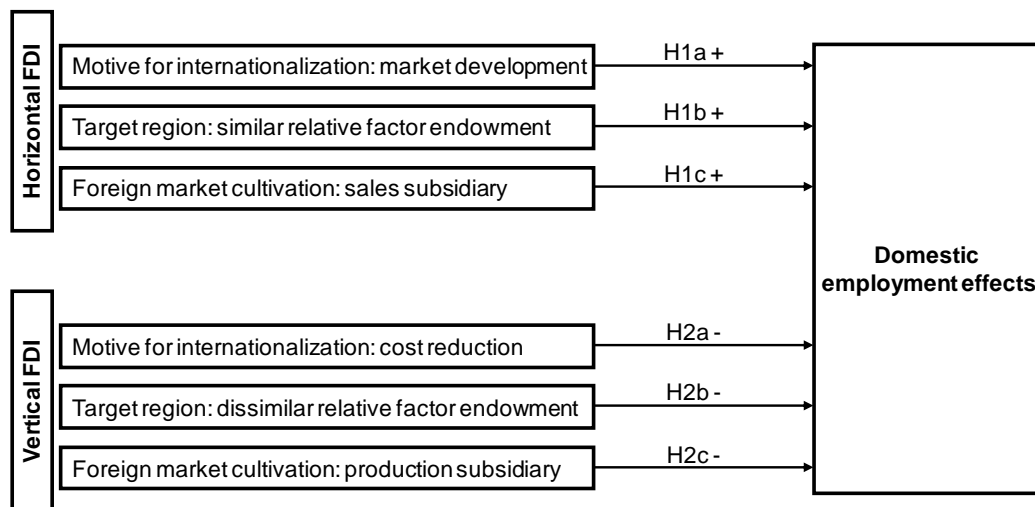 Horizontal FDI
Motive for internationalization: market development
H1a +
Target region: similar relative factor endowment
H1b +
Foreign market cultivation: sales subsidiary
H1c +
Domestic
employment effects
Vertical FDI
Motive for internationalization: cost reduction
H2a -
Target region: dissimilar relative factor endowment
H2b -
Foreign market cultivation: production subsidiary
H2c -